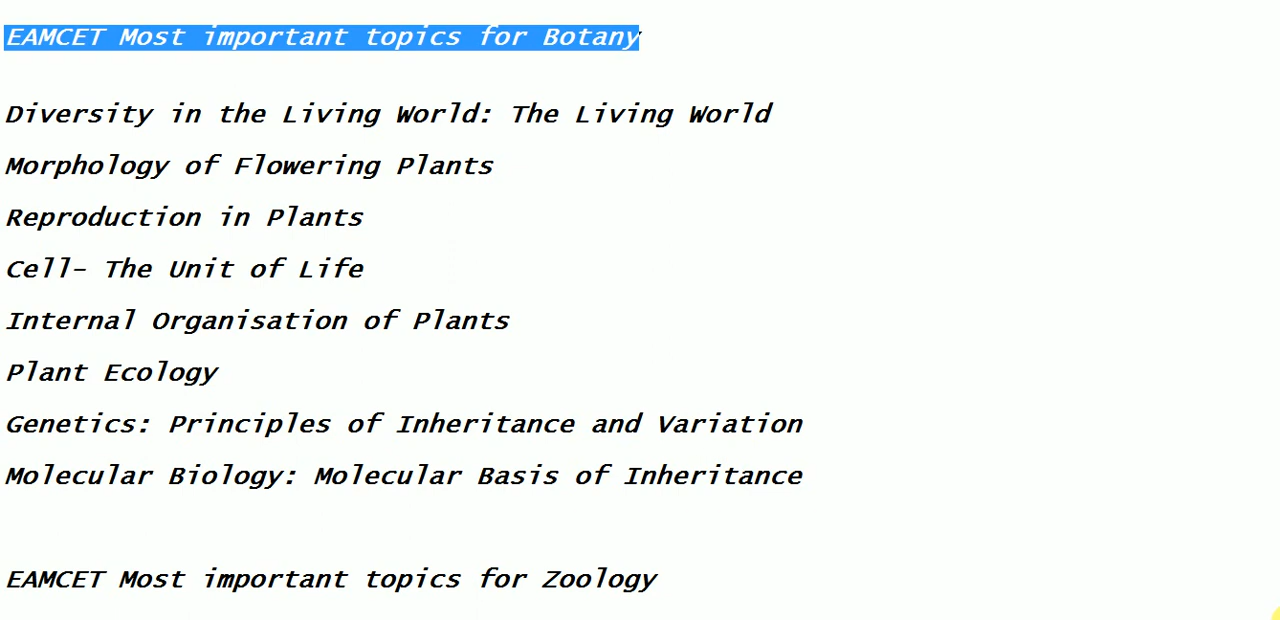 EAMCET Most important topics for Botany
Diversity in the Living World: The Living World
Morphology of Flowering Plants
Reproduction in Plants
Cell- The Unit of Life
Internal Organisation of Plants
Plant Ecology
Genetics: Principles of Inheritance and Variation
Molecular Biology: Molecular Basis of Inheritance
EAMCET Most important topics for Zoology